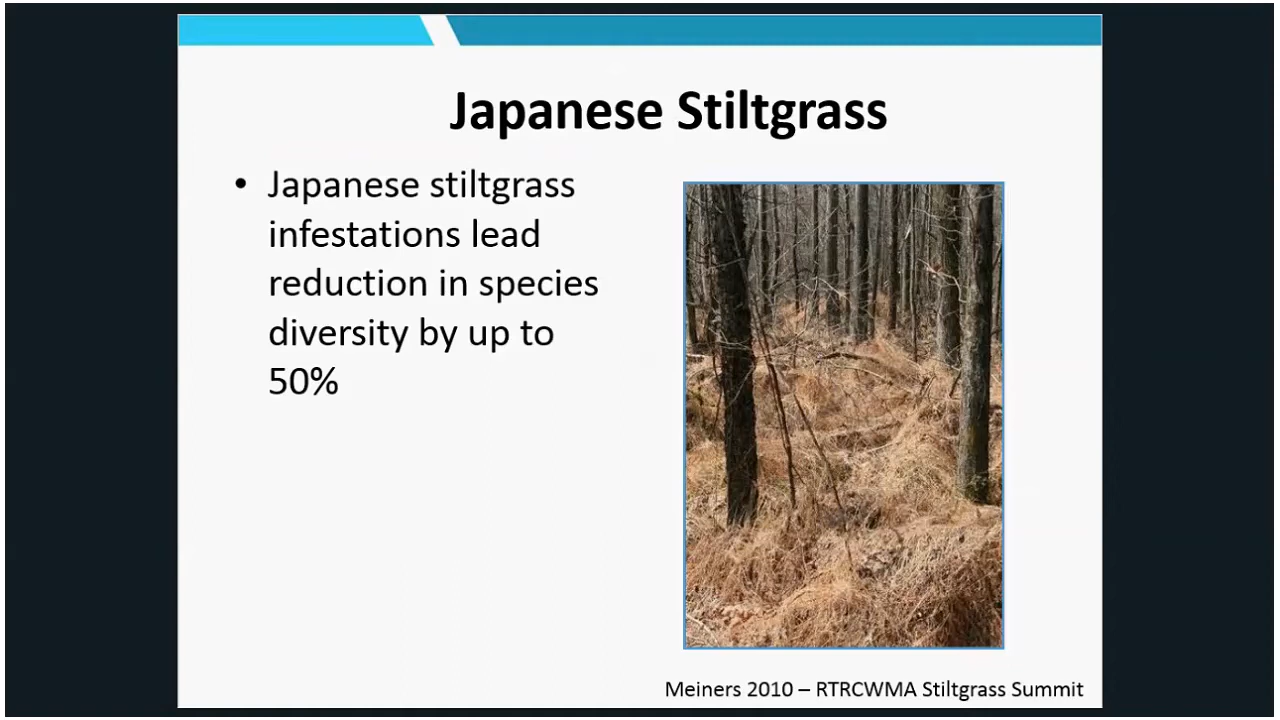 Japanese Stiltgrass
• Japanese stiltgrass
infestations lead
reduction in species
diversity by up to
50%
Meiners 2010 – RTRCWMA Stiltgrass Summit